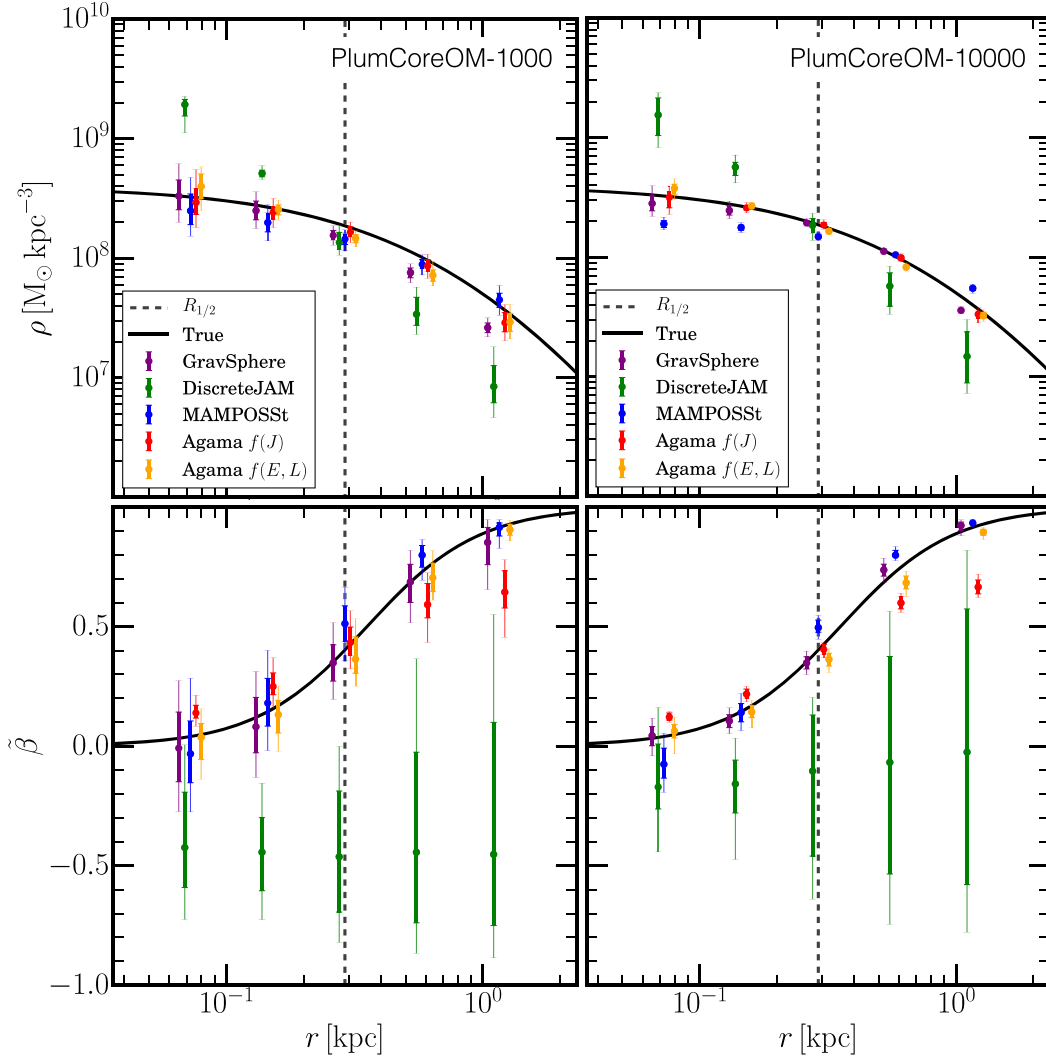 10^10
PlumCoreOM-1000
PlumCoreOM-10000
10^9
10^8
10^7
ρ [M⊙ kpc^−3]
R_1/2
True
GravSphere
DiscreteJAM
MAMPOSSt
Agama f(J)
Agama f(E, L)
R_1/2
True
GravSphere
DiscreteJAM
MAMPOSSt
Agama f(J)
Agama f(E, L)
0.5
0.0
−0.5
−1.0
β̃
10^−1
10^0
10^−1
10^0
r [kpc]
r [kpc]